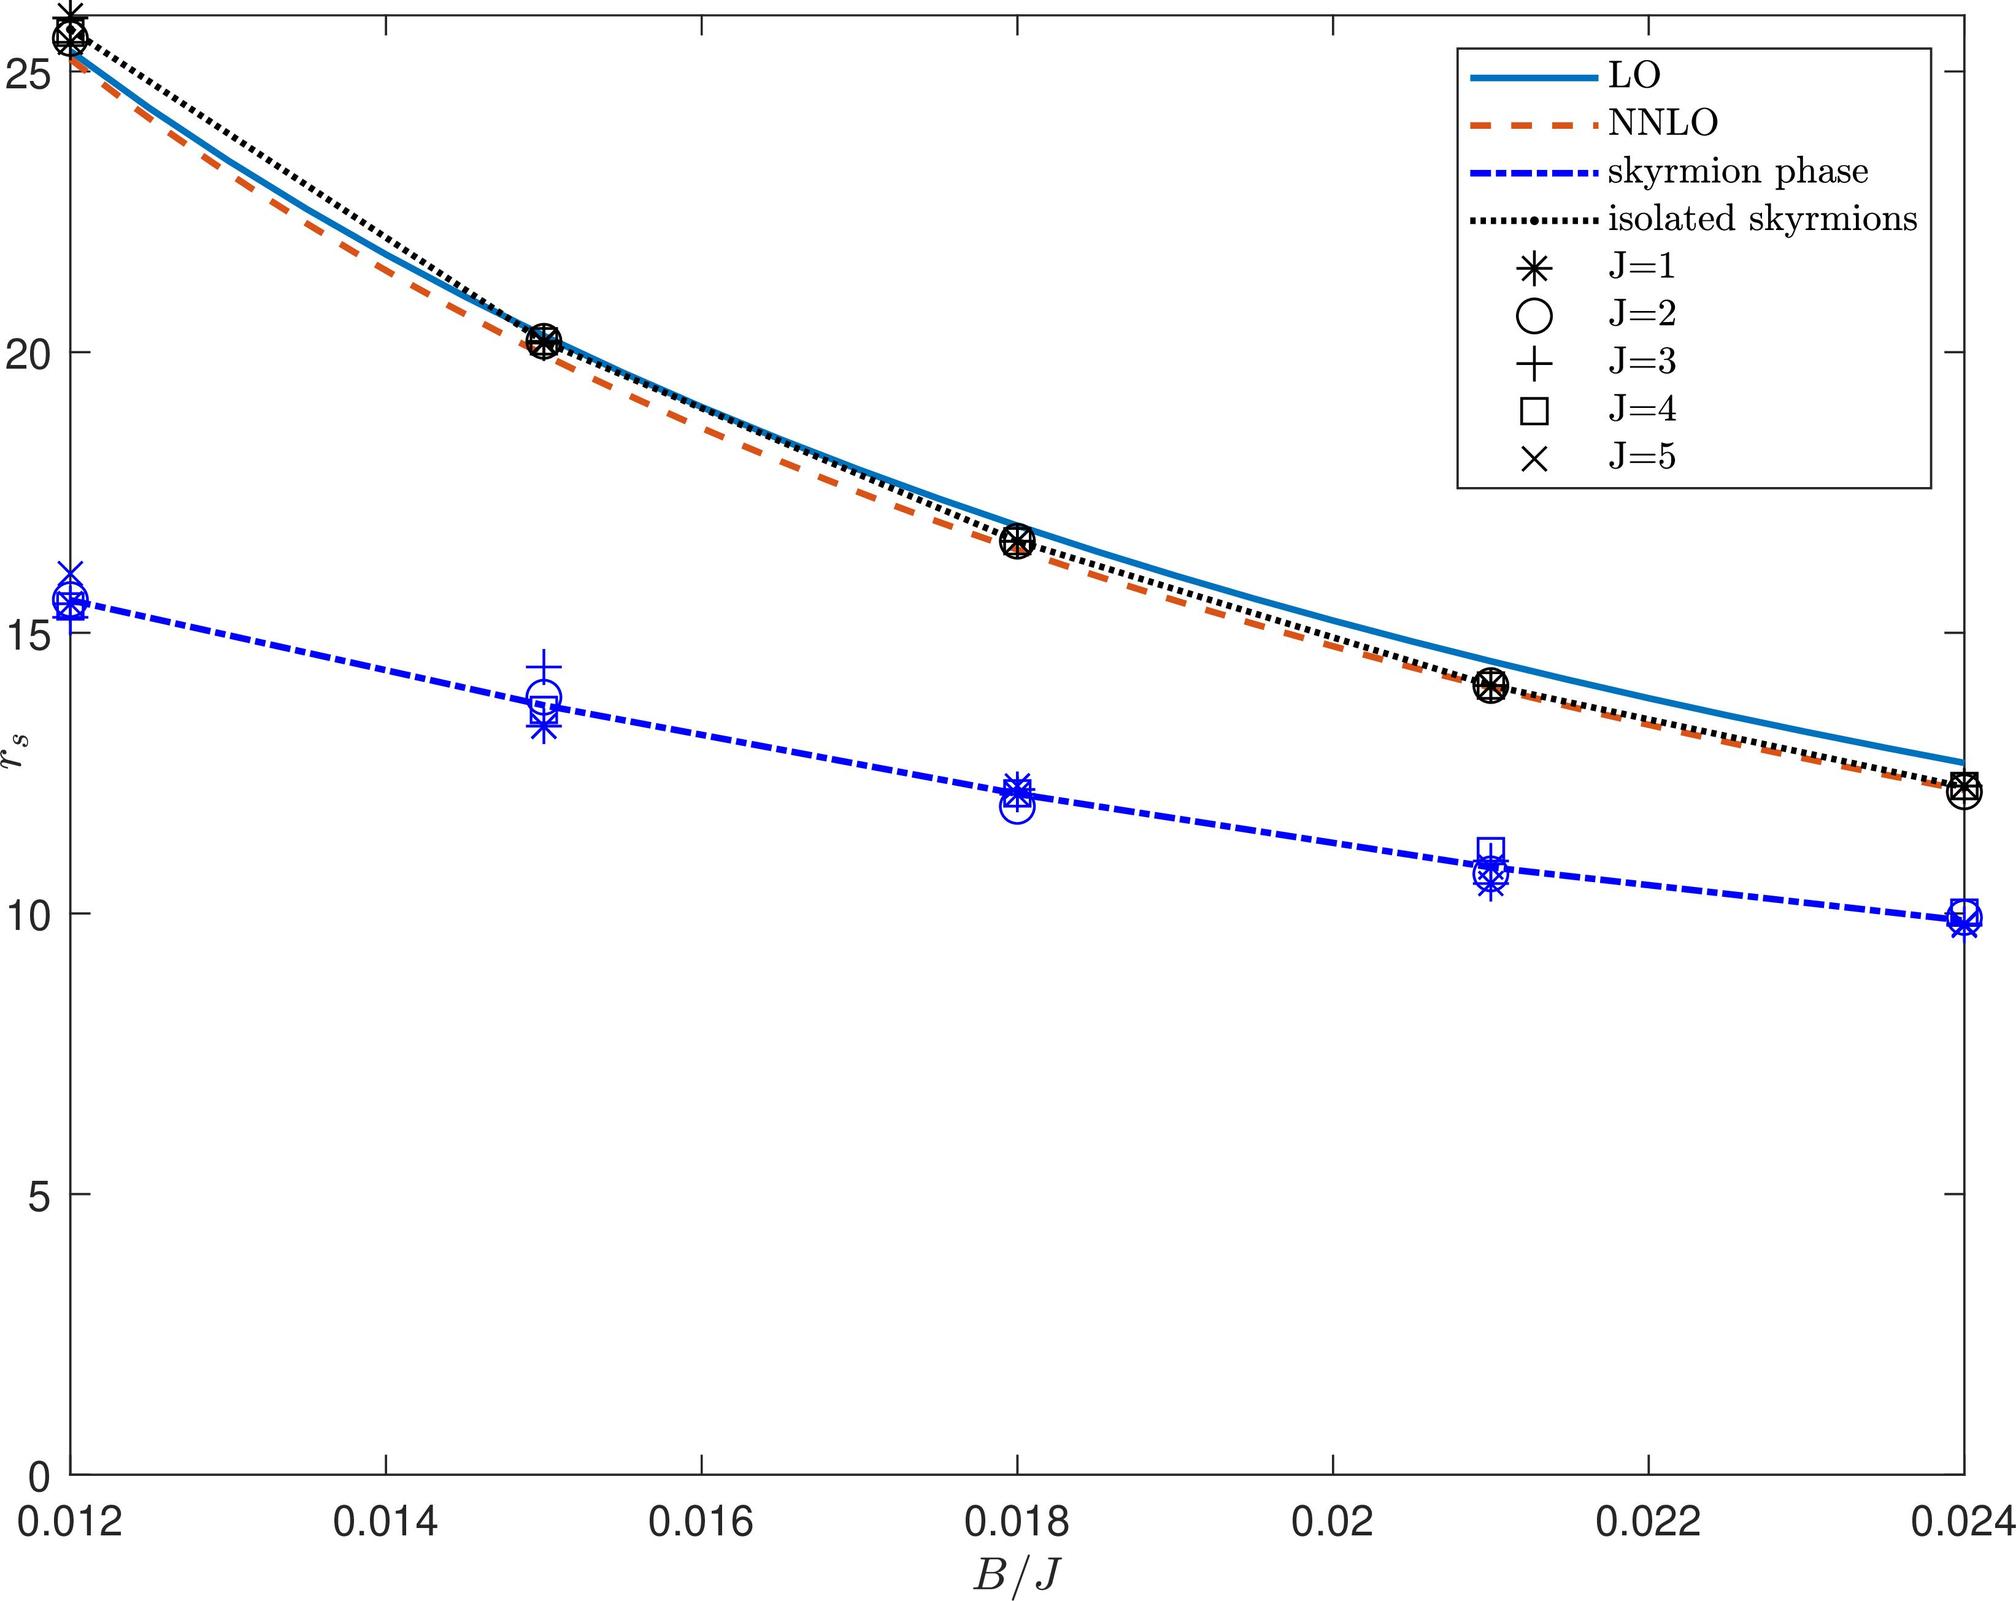 LO
NNLO
skyrmion phase
isolated skyrmions
J=1
J=2
J=3
J=4
J=5
25
20
15
10
5
0
r_s
0.012 0.014 0.016 0.018 0.02 0.022 0.024
B/J